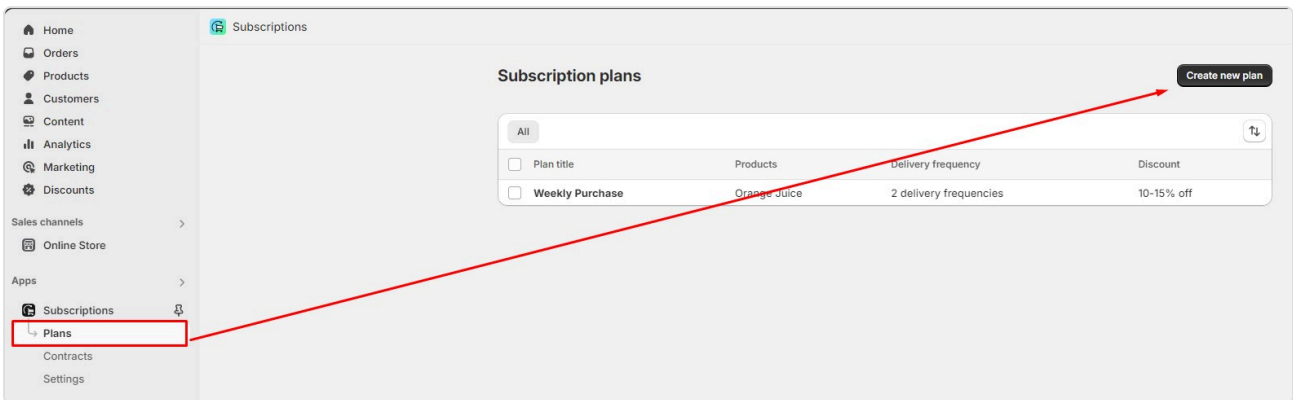 Home
Orders
Products
Customers
Content
Analytics
Marketing
Discounts
Sales channels
Online Store
Apps
Subscriptions
Plans
Contracts
Settings
Subscriptions
Subscription plans
Create new plan
All
Plan title Products Delivery frequency Discount
Weekly Purchase Orange Juice 2 delivery frequencies 10-15% off